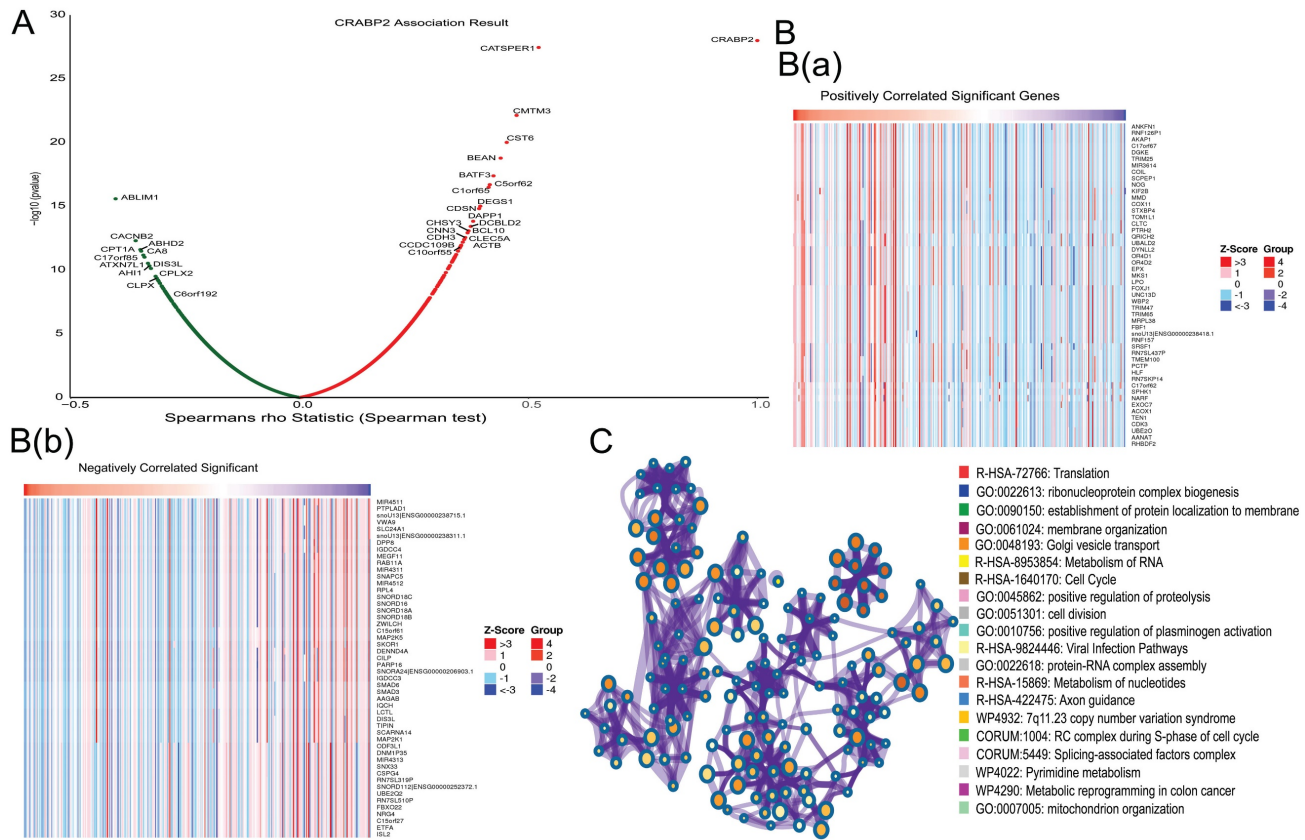 A
CRABP2 Association Result
30
25
20
15
10
5
0
−log10 (pvalue)
−0.5
0.0
0.5
1.0
Spearmans rho Statistic (Spearman test)
CRABP2
CATSPER1
CMTM3
CST6
BEAN
BATF3
C5orf62
C1orf65
DEGS1
CDSN
DAPP1
CHSY3
DCBLD2
CNN3
BCL10
CDH3
CLEC5A
CCDC109B
ACTB
C10orf55
ABLIM1
CACNB2
CPT1A
ABHD2
CA8
C17orf85
ATXN7L1
DIS3L
AHI1
CPLX2
CLPX
C6orf192
B
B(a)
Positively Correlated Significant Genes
ANKFN1
RNF126P1
AKAP1
C17orf67
DGKE
TRIM25
MIR3614
COIL
SCPEP1
NOG
KIF2B
MMD
COX11
STXBP4
TOM1L1
CLTC
PTRH2
QRICH2
UBALD2
DYNLL2
OR4D1
OR4D2
EPX
MKS1
LPO
FOXJ1
UNC13D
WBP2
TRIM47
TRIM65
MRPL38
FBF1
snoU13|ENSG00000238418.1
RNF157
SRSF1
RN7SL437P
TMEM100
PCTP
HLF
RN7SKP14
C17orf62
SPHK1
NARF
EXOC7
ACOX1
TEN1
CDK3
UBE2O
AANAT
RHBDF2
Z-Score Group
>3 4
1 2
0 0
-1 -2
<-3 -4
B(b)
Negatively Correlated Significant
MIR4511
PTPLAD1
snoU13|ENSG00000238715.1
VWA9
SLC24A1
snoU13|ENSG00000238311.1
DPP8
IGDCC4
MEGF11
RAB11A
MIR4311
SNAPC5
MIR4512
RPL4
SNORD18C
SNORD16
SNORD18A
SNORD18B
ZWILCH
C15orf61
MAP2K5
SKOR1
DENND4A
CILP
PARP16
SNORA24|ENSG00000206903.1
IGDCC3
SMAD6
SMAD3
AAGAB
IQCH
LCTL
DIS3L
TIPIN
SCARNA14
MAP2K1
ODF3L1
DNM1P35
MIR4313
SNX33
CSPG4
RN7SL319P
SNORD112|ENSG00000252372.1
UBE2Q2
RN7SL510P
FBXO22
NRG4
C15orf27
ETFA
ISL2
Z-Score Group
>3 4
1 2
0 0
-1 -2
<-3 -4
C
R-HSA-72766: Translation
GO:0022613: ribonucleoprotein complex biogenesis
GO:0090150: establishment of protein localization to membrane
GO:0061024: membrane organization
GO:0048193: Golgi vesicle transport
R-HSA-8953854: Metabolism of RNA
R-HSA-1640170: Cell Cycle
GO:0045862: positive regulation of proteolysis
GO:0051301: cell division
GO:0010756: positive regulation of plasminogen activation
R-HSA-9824446: Viral Infection Pathways
GO:0022618: protein-RNA complex assembly
R-HSA-15869: Metabolism of nucleotides
R-HSA-422475: Axon guidance
WP4932: 7q11.23 copy number variation syndrome
CORUM:1004: RC complex during S-phase of cell cycle
CORUM:5449: Splicing-associated factors complex
WP4022: Pyrimidine metabolism
WP4290: Metabolic reprogramming in colon cancer
GO:0007005: mitochondrion organization